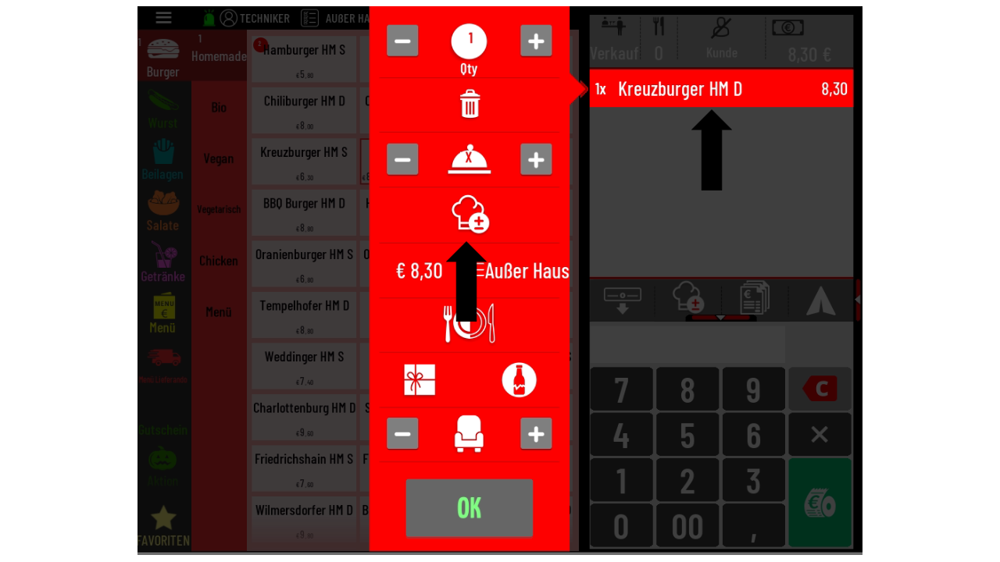 TECHNIKER
AUßER HA
1
Burger
1
Homemade
Wurst
Beilagen
Salate
Getränke
MENU
€
Menü
Menü Lieferando
Gutschein
Aktion
FAVORITEN
Bio
Vegan
Vegetarisch
Chicken
Menü
2
Hamburger HM S
€5,80
Chiliburger HM D
€8,00
Kreuzburger HM S
€6,30
BBQ Burger HM D
€8,80
Oranienburger HM S
€6,80
Tempelhofer HM D
€8,80
Weddinger HM S
€7,40
Charlottenburg HM D
€9,60
Friedrichshain HM S
€7,60
Wilmersdorfer HM D
€9,80
1
Qty
X
€ 8,30
Außer Haus
OK
Verkauf
0
Kunde
8,30 €
1x Kreuzburger HM D 8,30
7 8 9 C
4 5 6 ×
1 2 3
0 00 ,